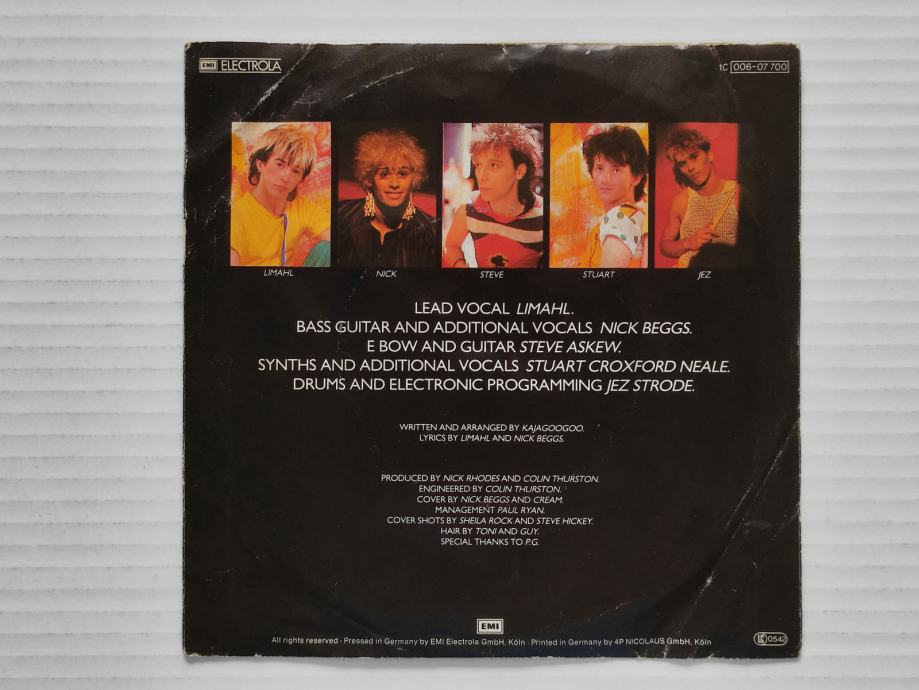 EMI ELECTROLA
1C 006-07 700
LIMAHL NICK STEVE STUART JEZ
LEAD VOCAL LIMAHL.
BASS GUITAR AND ADDITIONAL VOCALS NICK BEGGS.
E BOW AND GUITAR STEVE ASKEW.
SYNTHS AND ADDITIONAL VOCALS STUART CROXFORD NEALE.
DRUMS AND ELECTRONIC PROGRAMMING JEZ STRODE.
WRITTEN AND ARRANGED BY KAJAGOOGOO.
LYRICS BY LIMAHL AND NICK BEGGS.
PRODUCED BY NICK RHODES AND COLIN THURSTON.
ENGINEERED BY COLIN THURSTON.
COVER BY NICK BEGGS AND CREAM.
MANAGEMENT PAUL RYAN.
COVER SHOTS BY SHEILA ROCK AND STEVE HICKEY.
HAIR BY TONI AND GUY.
SPECIAL THANKS TO P.G.
EMI
All rights reserved · Pressed in Germany by EMI Electrola GmbH, Köln · Printed in Germany by 4P NICOLAUS GmbH, Köln
LC 0542